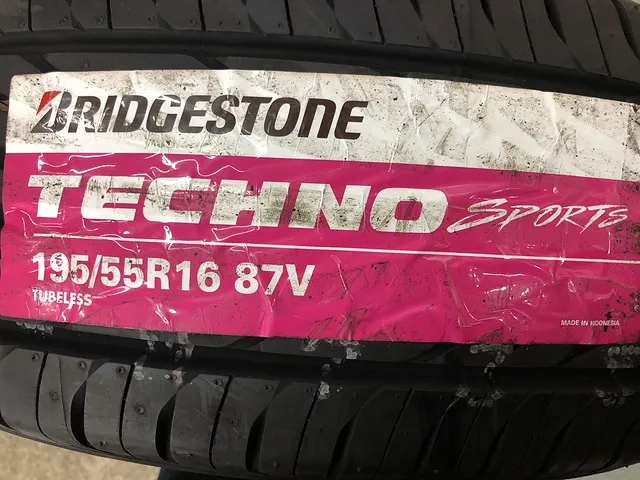 BRIDGESTONE
TECHNO SPORTS
195/55R16 87V
TUBELESS
MADE IN INDONESIA